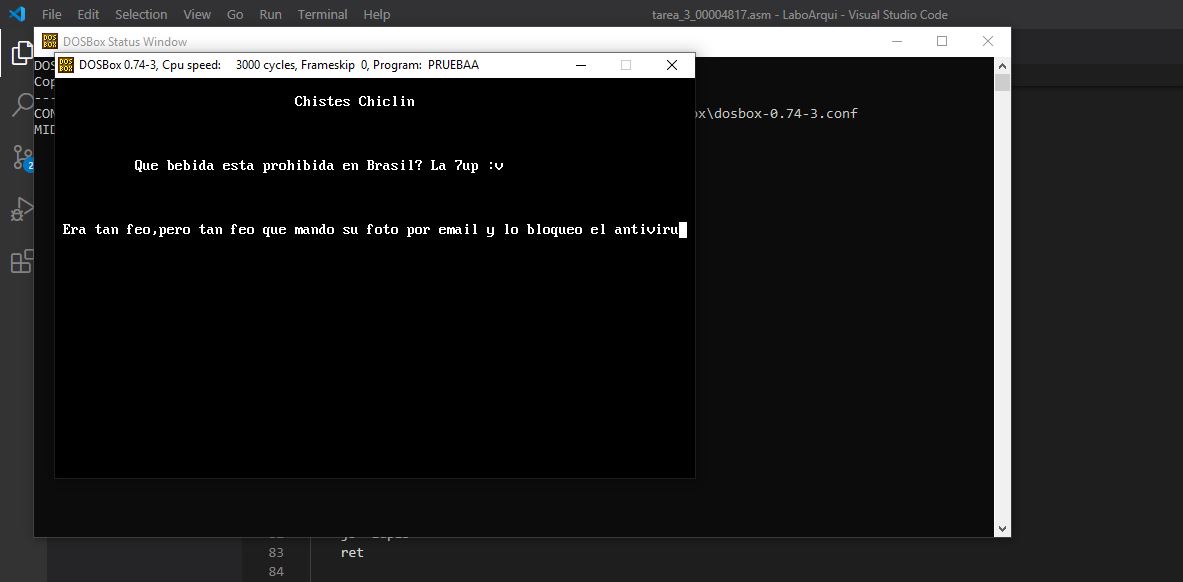 File Edit Selection View Go Run Terminal Help
tarea_3_00004817.asm - LaboArqui - Visual Studio Code
DOSBox Status Window
DOSBox 0.74-3, Cpu speed: 3000 cycles, Frameskip 0, Program: PRUEBAA
DOS
Cop
---
CON
ox\dosbox-0.74-3.conf
MID
2
Chistes Chiclin
Que bebida esta prohibida en Brasil? La 7up :v
Era tan feo,pero tan feo que mando su foto por email y lo bloqueo el antiviru
83 ret
84